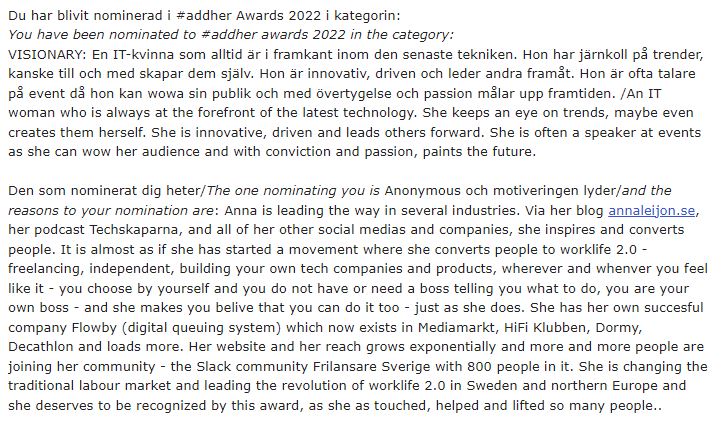 Du har blivit nominerad i #addher Awards 2022 i kategorin:
You have been nominated to #addher awards 2022 in the category:
VISIONARY: En IT-kvinna som alltid är i framkant inom den senaste tekniken. Hon har järnkoll på trender,
kanske till och med skapar dem själv. Hon är innovativ, driven och leder andra framåt. Hon är ofta talare
på event då hon kan wowa sin publik och med övertygelse och passion målar upp framtiden. /An IT
woman who is always at the forefront of the latest technology. She keeps an eye on trends, maybe even
creates them herself. She is innovative, driven and leads others forward. She is often a speaker at events
as she can wow her audience and with conviction and passion, paints the future.

Den som nominerat dig heter/The one nominating you is Anonymous och motiveringen lyder/and the
reasons to your nomination are: Anna is leading the way in several industries. Via her blog annaleijon.se,
her podcast Techskaparna, and all of her other social medias and companies, she inspires and converts
people. It is almost as if she has started a movement where she converts people to worklife 2.0 -
freelancing, independent, building your own tech companies and products, wherever and whenver you feel
like it - you choose by yourself and you do not have or need a boss telling you what to do, you are your
own boss - and she makes you belive that you can do it too - just as she does. She has her own succesful
company Flowby (digital queuing system) which now exists in Mediamarkt, HiFi Klubben, Dormy,
Decathlon and loads more. Her website and her reach grows exponentially and more and more people are
joining her community - the Slack community Frilansare Sverige with 800 people in it. She is changing the
traditional labour market and leading the revolution of worklife 2.0 in Sweden and northern Europe and
she deserves to be recognized by this award, as she as touched, helped and lifted so many people..